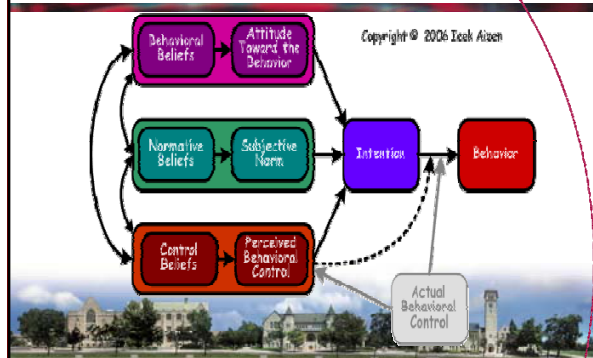 Behavioral
Beliefs
Attitude
Toward the
Behavior
Copyright © 2006 Icek Aizen
Normative
Beliefs
Subjective
Norm
Intention
Behavior
Control
Beliefs
Perceived
Behavioral
Control
Actual
Behavioral
Control